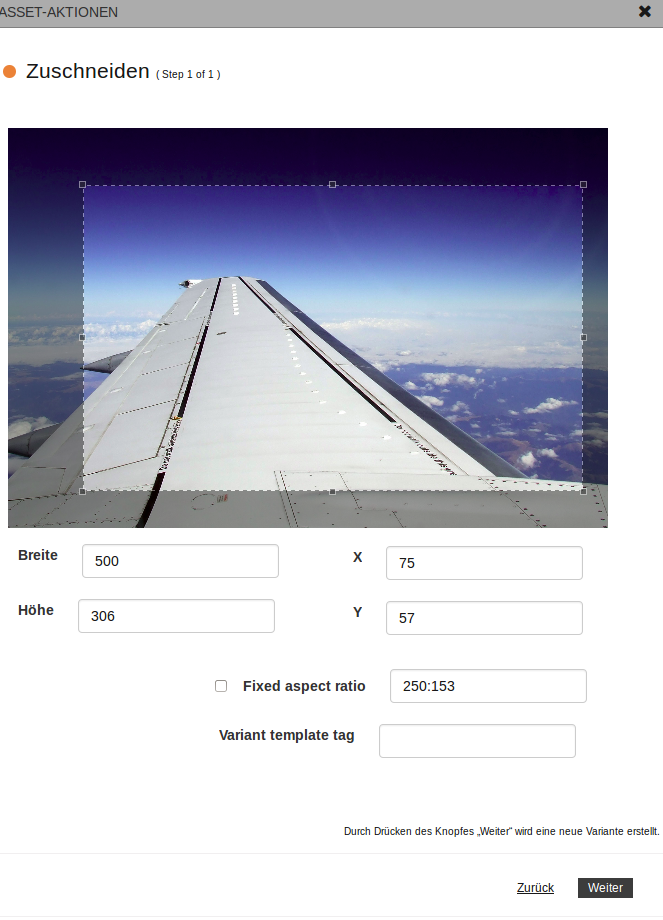 ASSET-AKTIONEN ✖
Zuschneiden ( Step 1 of 1 )
Breite 500 X 75
Höhe 306 Y 57
Fixed aspect ratio 250:153
Variant template tag
Durch Drücken des Knopfes „Weiter“ wird eine neue Variante erstellt.
Zurück Weiter